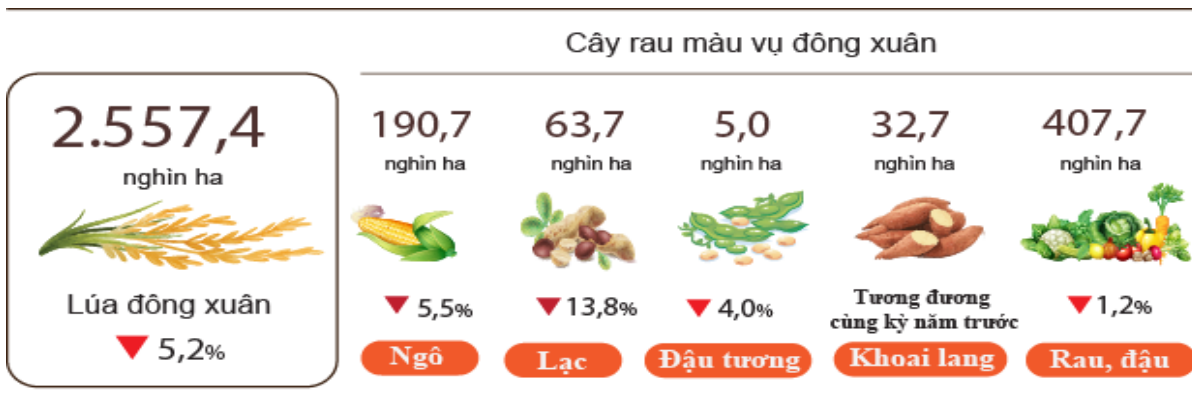 Cây rau màu vụ đông xuân
2.557,4
nghìn ha
Lúa đông xuân
5,2%
190,7
nghìn ha
5,5%
Ngô
63,7
nghìn ha
13,8%
Lạc
5,0
nghìn ha
4,0%
Đậu tương
32,7
nghìn ha
Tương đương
cùng kỳ năm trước
Khoai lang
407,7
nghìn ha
1,2%
Rau, đậu